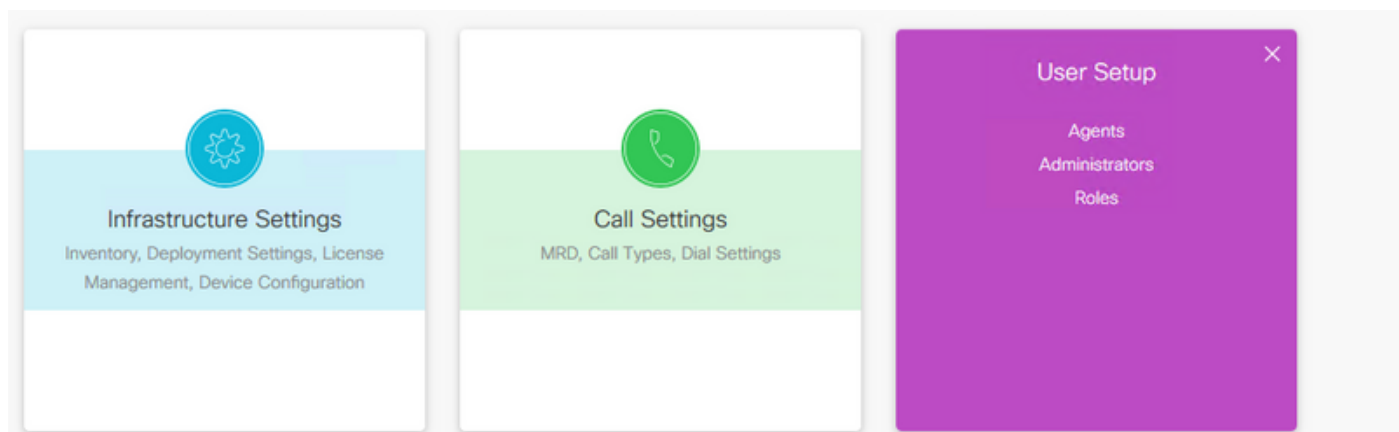 Infrastructure Settings
Inventory, Deployment Settings, License
Management, Device Configuration
Call Settings
MRD, Call Types, Dial Settings
User Setup
Agents
Administrators
Roles